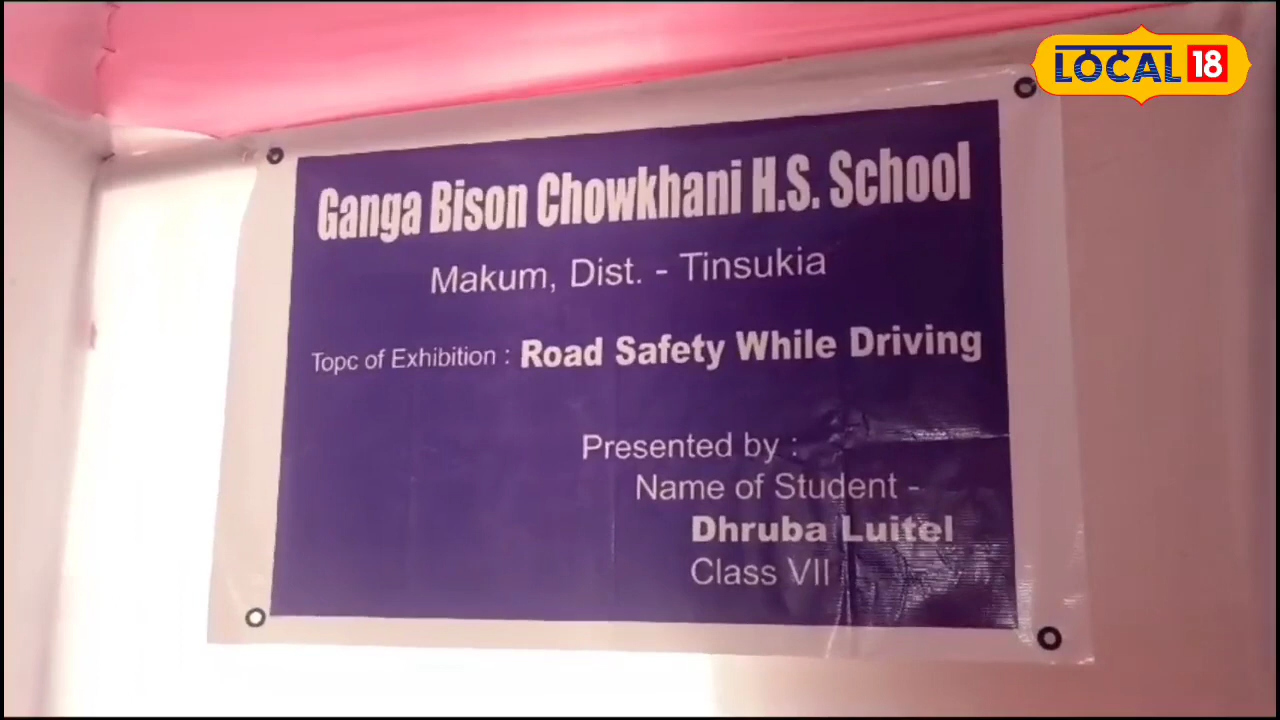 LOCAL 18
Ganga Bison Chowkhani H.S. School
Makum, Dist. - Tinsukia
Topc of Exhibition : Road Safety While Driving
Presented by :
Name of Student -
Dhruba Luitel
Class VII